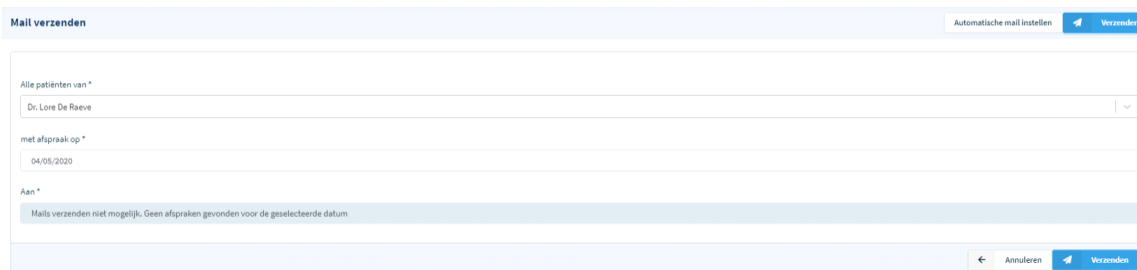 Mail verzenden
Automatische mail instellen
Verzenden
Alle patiënten van *
Dr. Lore De Raeve
met afspraak op *
04/05/2020
Aan *
Mails verzenden niet mogelijk. Geen afspraken gevonden voor de geselecteerde datum
Annuleren
Verzenden